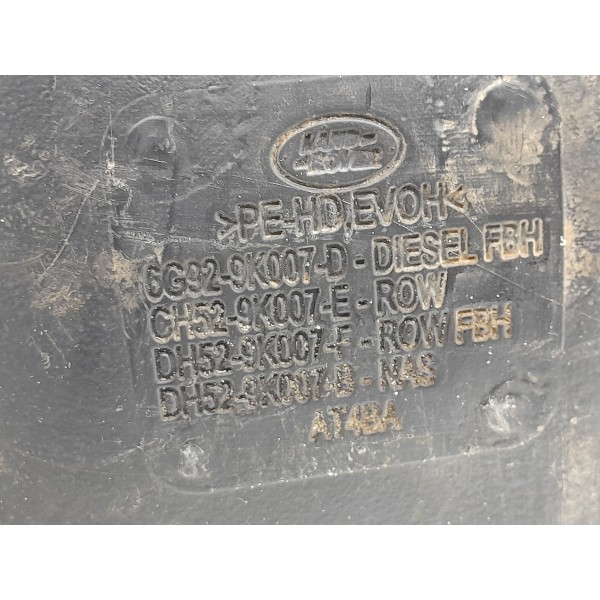 LAND-
-ROVER
>PE-HD,EVOH<
6G92-9K007-D - DIESEL FBH
CH52-9K007-E - ROW
DH52-9K007-F - ROW FBH
DH52-9K007-B - NAS
AT4BA